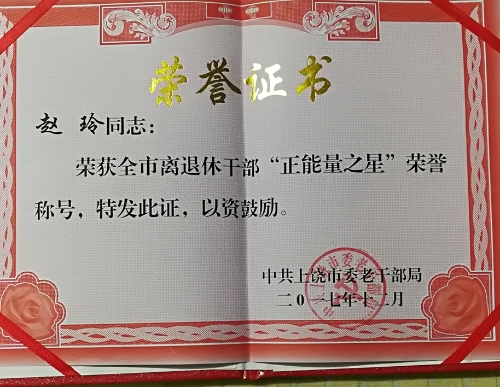 荣誉证书
赵 玲同志：
荣获全市离退休干部“正能量之星”荣誉
称号，特发此证，以资鼓励。
中共上饶市委老干部局
二〇一七年十二月